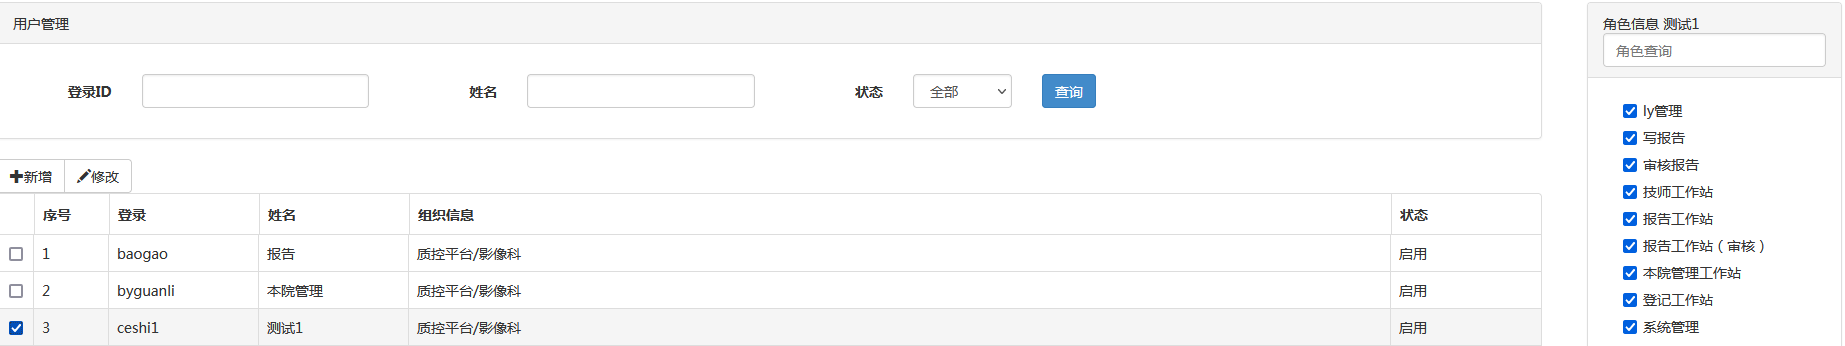 用户管理
登录ID 姓名 状态 全部 查询
新增 修改
序号 登录 姓名 组织信息 状态
1 baogao 报告 质控平台/影像科 启用
2 byguanli 本院管理 质控平台/影像科 启用
3 ceshi1 测试1 质控平台/影像科 启用
角色信息 测试1
角色查询
ly管理
写报告
审核报告
技师工作站
报告工作站
报告工作站（审核）
本院管理工作站
登记工作站
系统管理